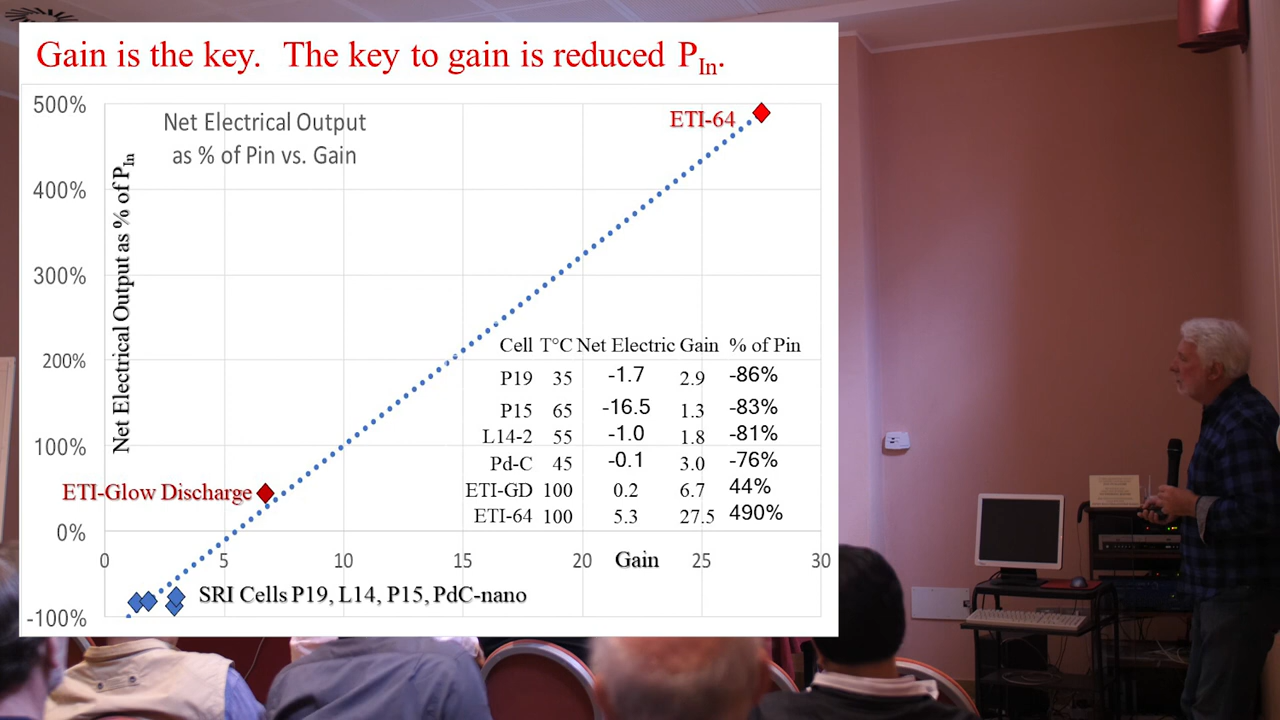 Gain is the key. The key to gain is reduced P_In.
500%
Net Electrical Output
as % of Pin vs. Gain
ETI-64
400%
Net Electrical Output as % of P_In
300%
200%
Cell T°C Net Electric Gain % of Pin
P19 35 -1.7 2.9 -86%
P15 65 -16.5 1.3 -83%
L14-2 55 -1.0 1.8 -81%
100%
Pd-C 45 -0.1 3.0 -76%
ETI-Glow Discharge
ETI-GD 100 0.2 6.7 44%
ETI-64 100 5.3 27.5 490%
0%
0 5 10 15 20 25 30
Gain
SRI Cells P19, L14, P15, PdC-nano
-100%